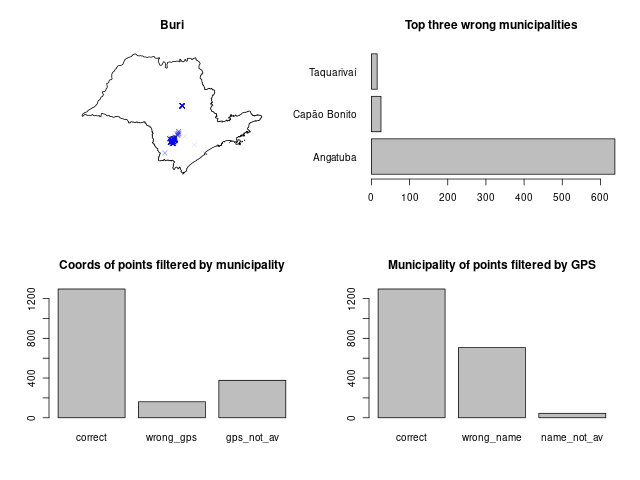 Buri
Top three wrong municipalities
Taquarivaí
Capão Bonito
Angatuba
0 100 200 300 400 500 600
Coords of points filtered by municipality
1200
800
400
0
correct wrong_gps gps_not_av
Municipality of points filtered by GPS
1200
800
400
0
correct wrong_name name_not_av